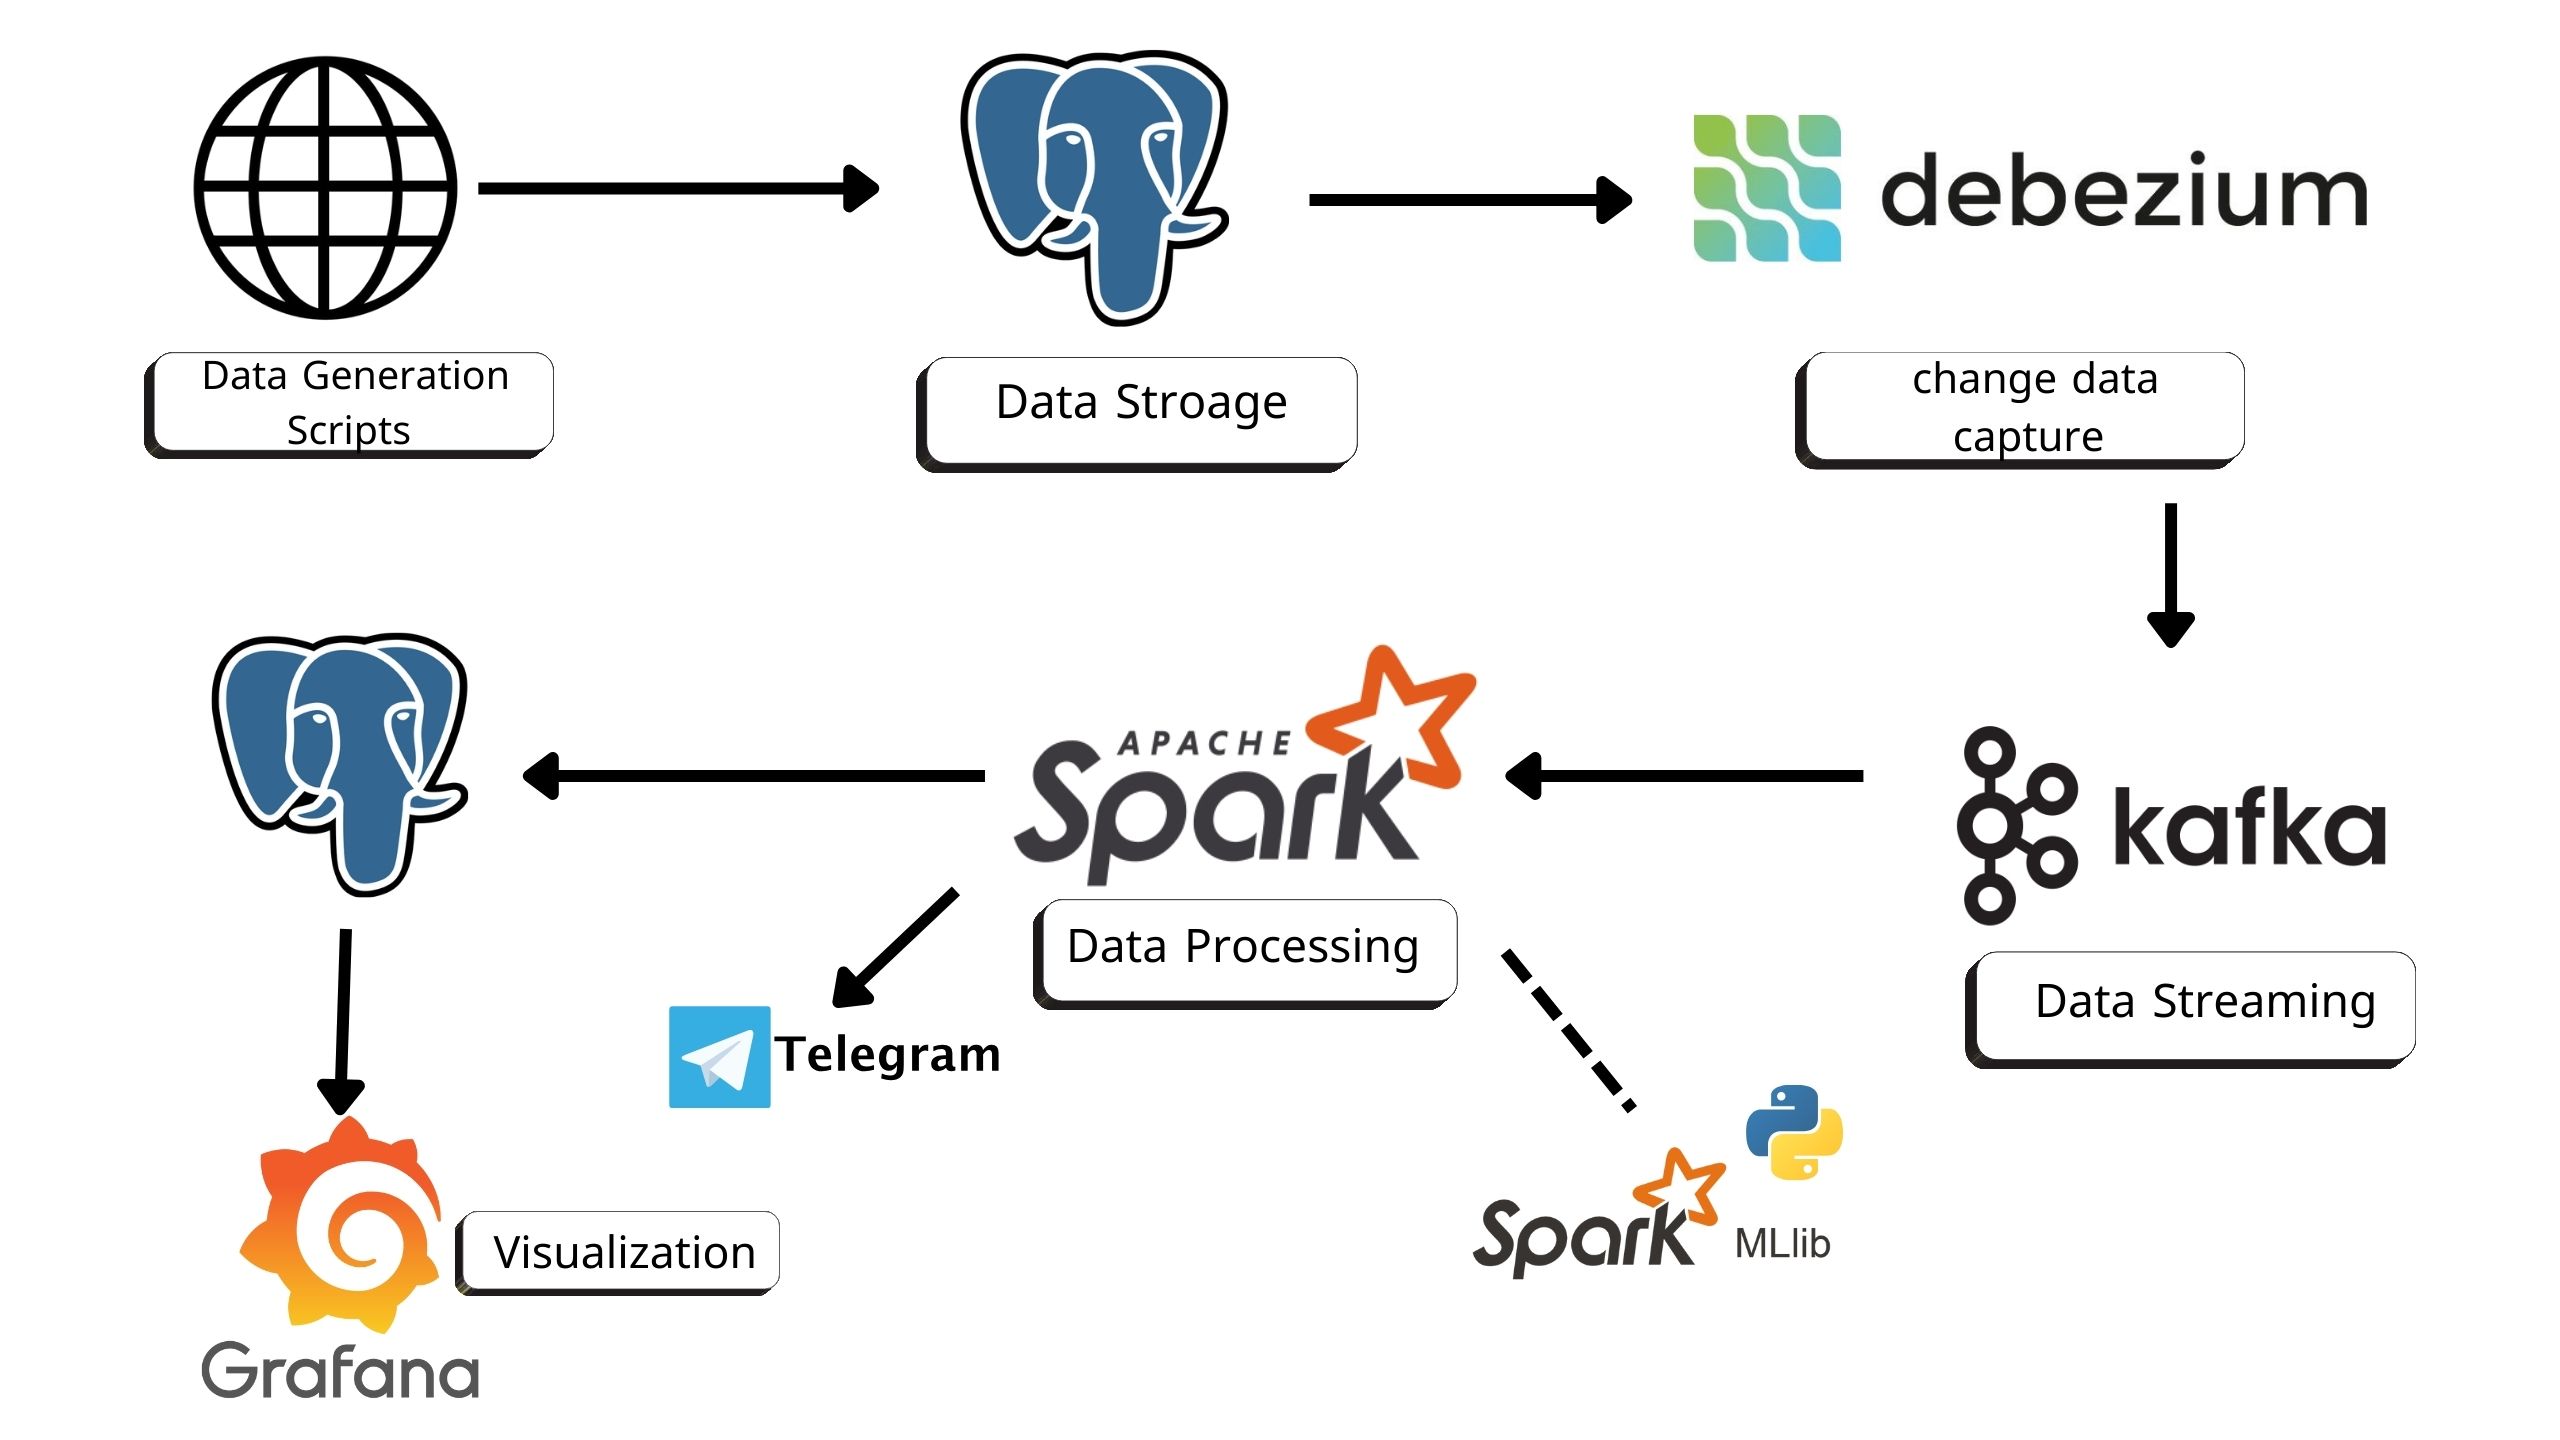 debezium
Data Generation
Scripts
Data Stroage
change data
capture
APACHE
Spark
kafka
Data Processing
Data Streaming
Telegram
Spark MLlib
Visualization
Grafana